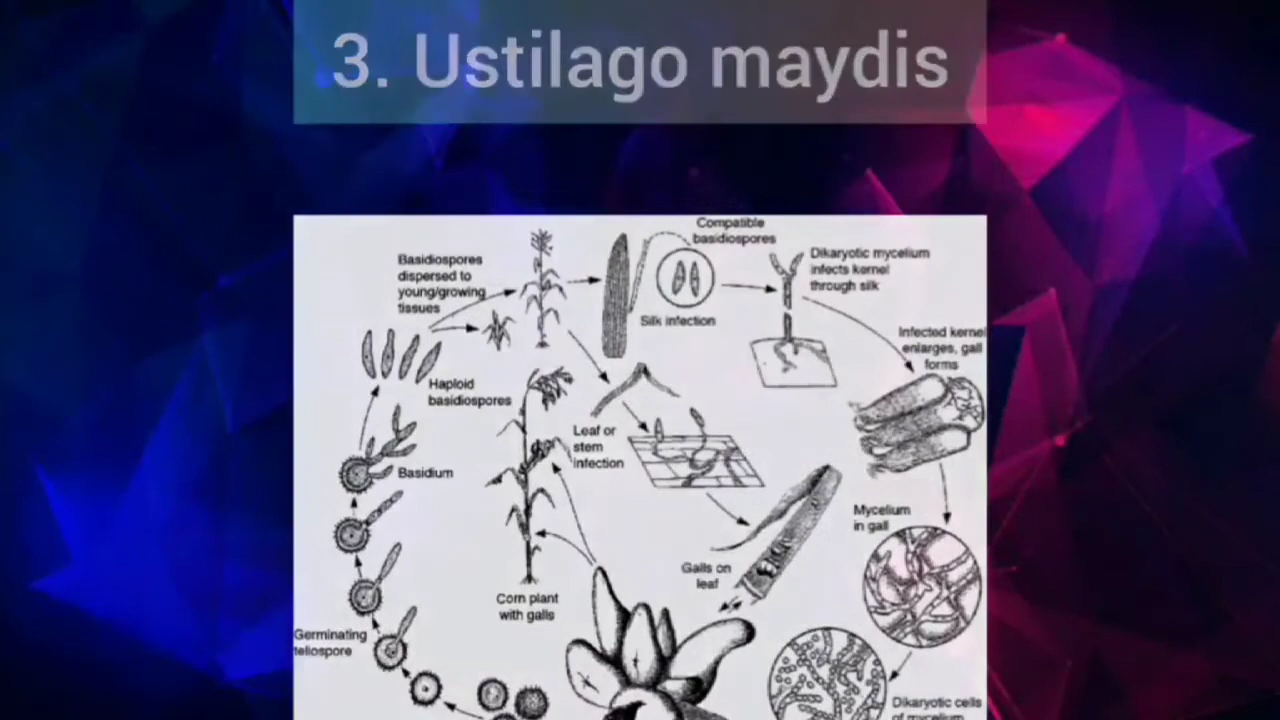 3. Ustilago maydis
Compatible
basidiospores
Basidiospores
dispersed to
young/growing
tissues
Dikaryotic mycelium
infects kernel
through silk
Silk infection
Infected kernel
enlarges, gall
forms
Haploid
basidiospores
Leaf or
stem
infection
Basidium
Mycelium
in gall
Galls on
leaf
Corn plant
with galls
Germinating
teliospore
Dikaryotic cells
of mycelium